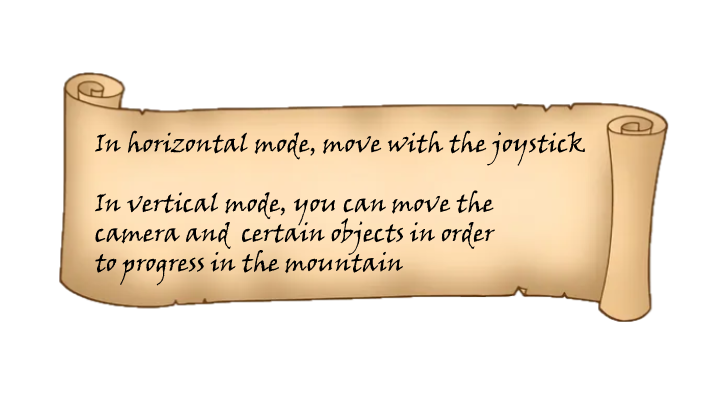 In horizontal mode, move with the joystick
In vertical mode, you can move the
camera and certain objects in order
to progress in the mountain